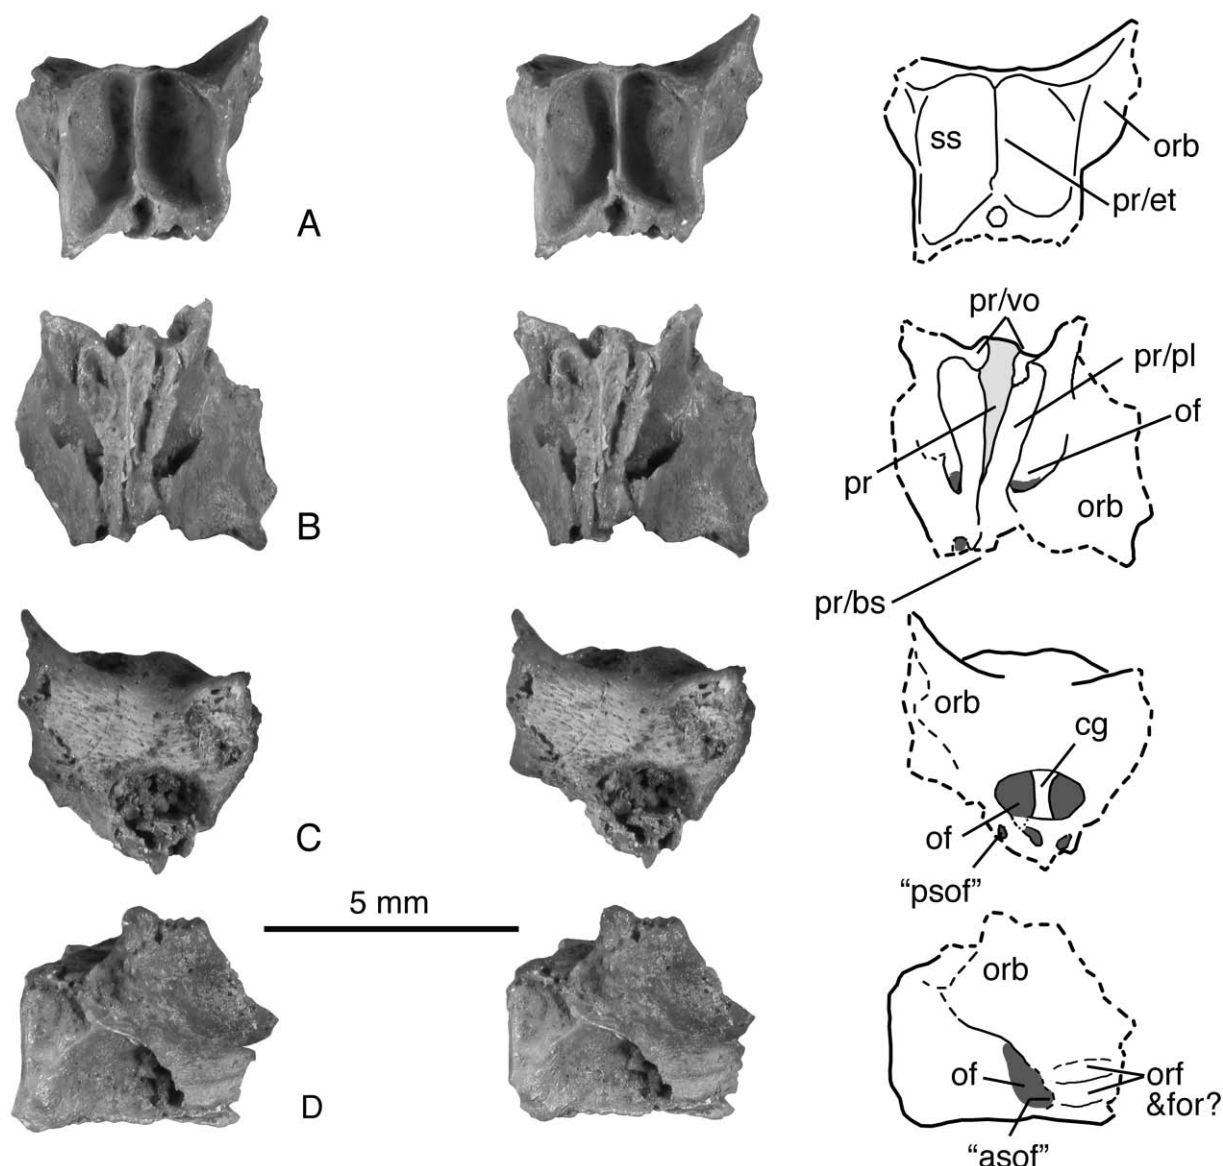 A
ss
orb
pr/et
B
pr/vo
pr/pl
of
pr
orb
pr/bs
C
orb
cg
of
“psof”
5 mm
D
orb
of
orf
&for?
“asof”